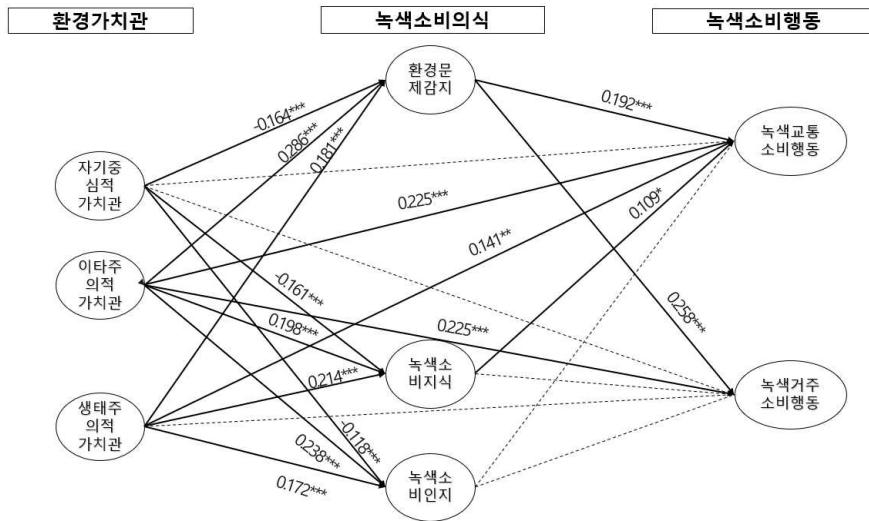 환경가치관
녹색소비의식
녹색소비행동
환경문
제감지
자기중
심적
가치관
이타주
의적
가치관
생태주
의적
가치관
녹색소
비지식
녹색소
비인지
녹색교통
소비행동
녹색거주
소비행동
-0.164***
0.286***
0.181***
0.192***
0.225***
0.109*
0.141**
-0.161***
0.198***
0.225***
0.258***
0.214***
-0.118***
0.238***
0.172***